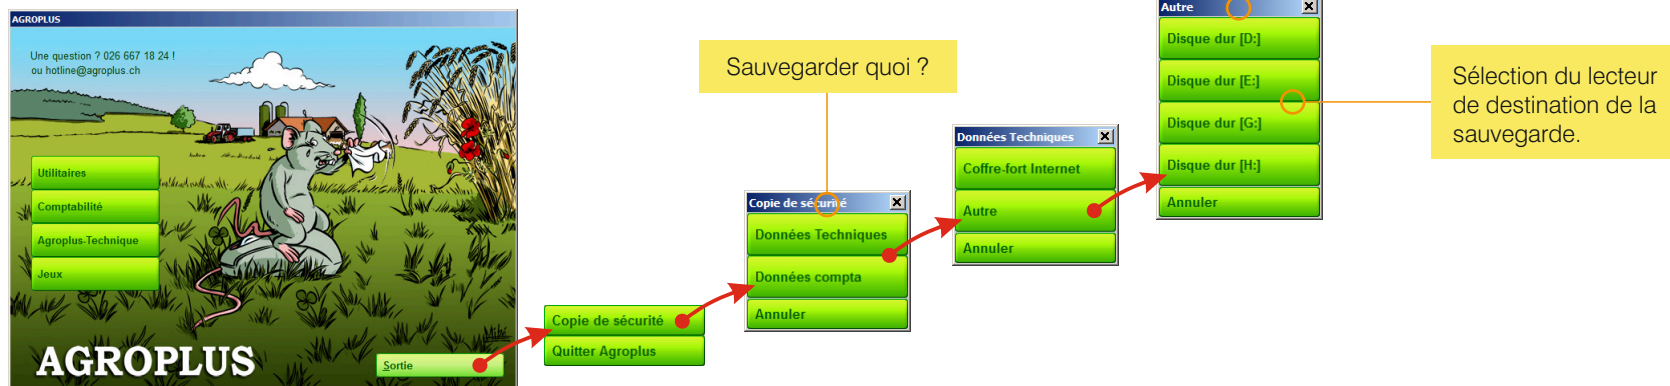 AGROPLUS
Une question ? 026 667 18 24 !
ou hotline@agroplus.ch
Utilitaires
Comptabilité
Agroplus-Technique
Jeux
AGROPLUS
Sortie
Copie de sécurité
Quitter Agroplus
Sauvegarder quoi ?
Copie de sécurité
Données Techniques
Données compta
Annuler
Données Techniques
Coffre-fort Internet
Autre
Annuler
Autre
Disque dur [D:]
Disque dur [E:]
Disque dur [G:]
Disque dur [H:]
Annuler
Sélection du lecteur
de destination de la
sauvegarde.